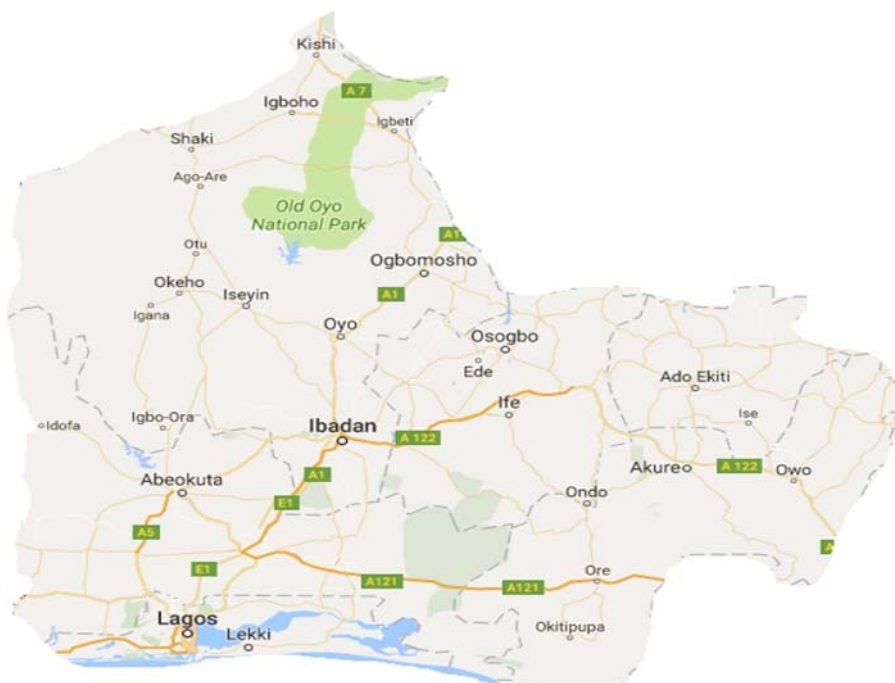 Kishi
A 7
Igboho
Igbeti
Shaki
Ago-Are
Old Oyo
National Park
Otu
Ogbomosho
Okeho
Iseyin
A1
Igana
Oyo
Osogbo
Ede
Ado Ekiti
Idofa
Igbo-Ora
Ibadan
Ife
Ise
A 122
Akure
A 122
Owo
Abeokuta
A1
E1
Ondo
A5
E1
A121
A121
Ore
Lagos
Lekki
Okitipupa